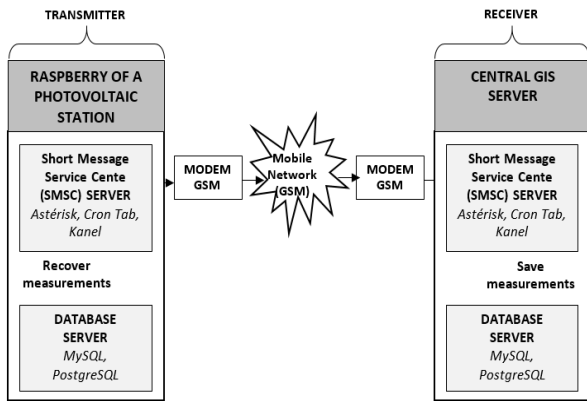 TRANSMITTER
RASPBERRY OF A
PHOTOVOLTAIC
STATION
Short Message
Service Cente
(SMSC) SERVER
Astérisk, Cron Tab,
Kanel
Recover
measurements
DATABASE
SERVER
MySQL,
PostgreSQL
MODEM
GSM
Mobile
Network
(GSM)
MODEM
GSM
RECEIVER
CENTRAL GIS
SERVER
Short Message
Service Cente
(SMSC) SERVER
Astérisk, Cron Tab,
Kanel
Save
measurements
DATABASE
SERVER
MySQL,
PostgreSQL